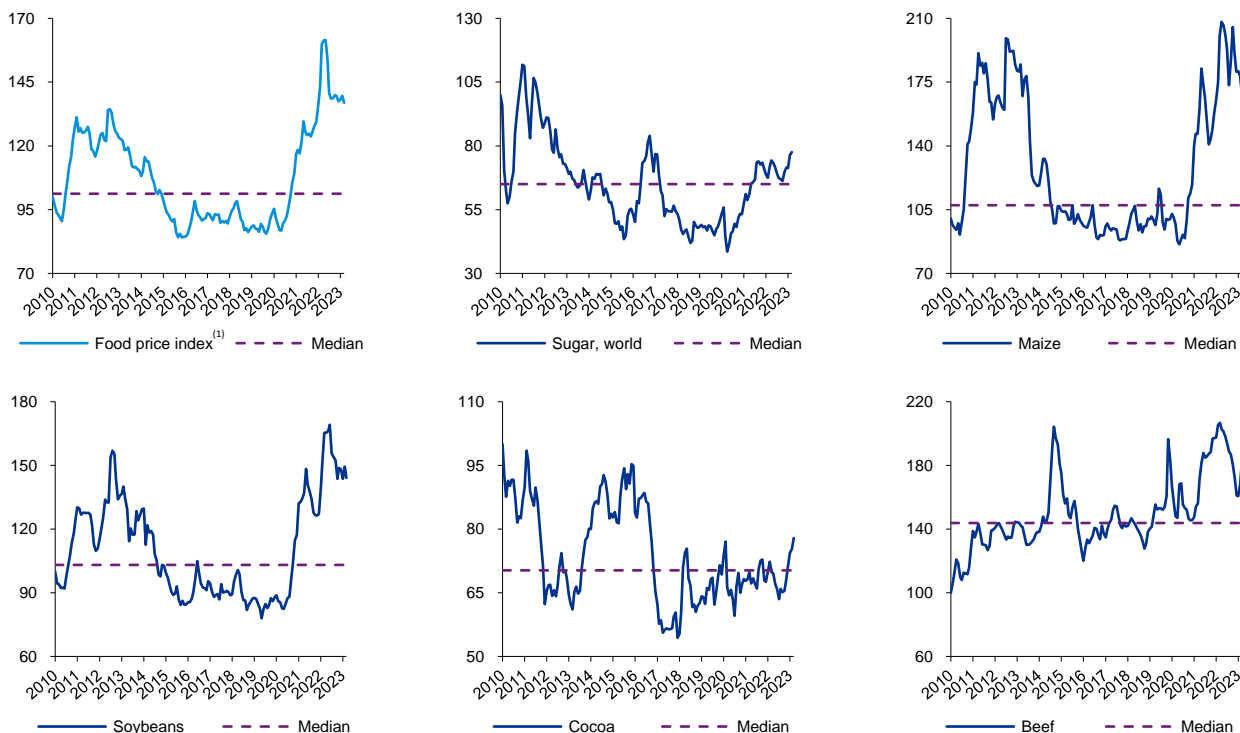 170
145
120
95
70
2010 2011 2012 2013 2014 2015 2016 2017 2018 2019 2020 2021 2022 2023
Food price index(1) Median
130
105
80
55
30
2010 2011 2012 2013 2014 2015 2016 2017 2018 2019 2020 2021 2022 2023
Sugar, world Median
210
175
140
105
70
2010 2011 2012 2013 2014 2015 2016 2017 2018 2019 2020 2021 2022 2023
Maize Median
180
150
120
90
60
2010 2011 2012 2013 2014 2015 2016 2017 2018 2019 2020 2021 2022 2023
Soybeans Median
110
95
80
65
50
2010 2011 2012 2013 2014 2015 2016 2017 2018 2019 2020 2021 2022 2023
Cocoa Median
220
180
140
100
60
2010 2011 2012 2013 2014 2015 2016 2017 2018 2019 2020 2021 2022 2023
Beef Median